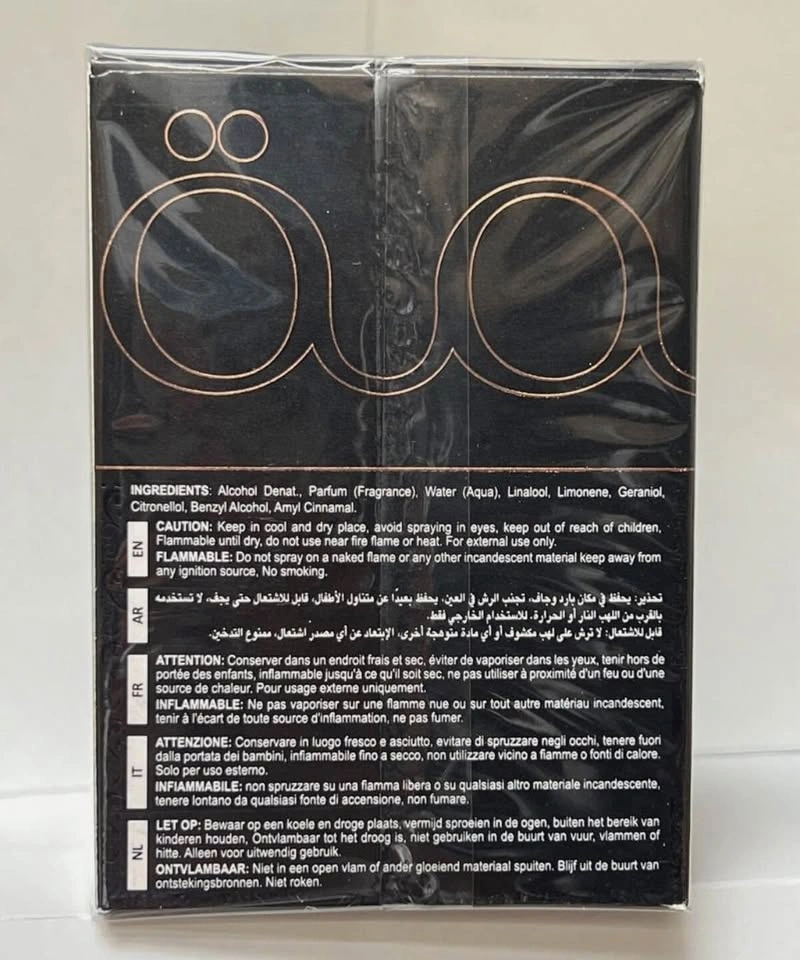 INGREDIENTS: Alcohol Denat., Parfum (Fragrance), Water (Aqua), Linalool, Limonene, Geraniol,
Citronellol, Benzyl Alcohol, Amyl Cinnamal.
EN
CAUTION: Keep in cool and dry place, avoid spraying in eyes, keep out of reach of children,
Flammable until dry, do not use near fire flame or heat. For external use only.
FLAMMABLE: Do not spray on a naked flame or any other incandescent material keep away from
any ignition source, No smoking.
AR
تحذير: يحفظ في مكان بارد وجاف، تجنب الرش في العين، يحفظ بعيدًا عن متناول الأطفال، قابل للاشتعال حتى يجف، لا تستخدمه
بالقرب من اللهب النار أو الحرارة. للاستخدام الخارجي فقط.
قابل للاشتعال: لا ترش على لهب مكشوف أو أي مادة متوهجة أخرى، الإبتعاد عن أي مصدر اشتعال، ممنوع التدخين.
FR
ATTENTION: Conserver dans un endroit frais et sec, éviter de vaporiser dans les yeux, tenir hors de
portée des enfants, inflammable jusqu'à ce qu'il soit sec, ne pas utiliser à proximité d'un feu ou d'une
source de chaleur. Pour usage externe uniquement.
INFLAMMABLE: Ne pas vaporiser sur une flamme nue ou sur tout autre matériau incandescent,
tenir à l'écart de toute source d'inflammation, ne pas fumer.
IT
ATTENZIONE: Conservare in luogo fresco e asciutto, evitare di spruzzare negli occhi, tenere fuori
dalla portata dei bambini, infiammabile fino a secco, non utilizzare vicino a fiamme o fonti di calore.
Solo per uso esterno.
INFIAMMABILE: non spruzzare su una fiamma libera o su qualsiasi altro materiale incandescente,
tenere lontano da qualsiasi fonte di accensione, non fumare.
NL
LET OP: Bewaar op een koele en droge plaats, vermijd sproeien in de ogen, buiten het bereik van
kinderen houden, Ontvlambaar tot het droog is, niet gebruiken in de buurt van vuur, vlammen of
hitte. Alleen voor uitwendig gebruik.
ONTVLAMBAAR: Niet in een open vlam of ander gloeiend materiaal spuiten. Blijf uit de buurt van
ontstekingsbronnen. Niet roken.